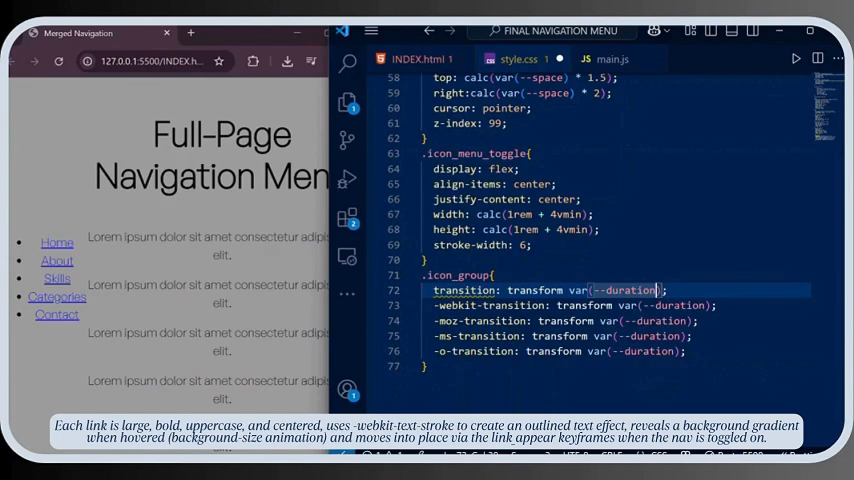 Merged Navigation
127.0.0.1:5500/INDEX.h...
Full-Page
Navigation Men
Home
About
Skills
Categories
Contact
Lorem ipsum dolor sit amet consectetur adipis
elit.
Lorem ipsum dolor sit amet consectetur adipis
elit.
Lorem ipsum dolor sit amet consectetur adipis
elit.
Lorem ipsum dolor sit amet consectetur adipis
elit.
FINAL NAVIGATION MENU
INDEX.html 1
style.css 1
JS main.js
58 top: calc(var(--space) * 1.5);
59 right:calc(var(--space) * 2);
60 cursor: pointer;
61 z-index: 99;
62 }
63 .icon_menu_toggle{
64 display: flex;
65 align-items: center;
66 justify-content: center;
67 width: calc(1rem + 4vmin);
68 height: calc(1rem + 4vmin);
69 stroke-width: 6;
70 }
71 .icon_group{
72 transition: transform var(--duration);
73 -webkit-transition: transform var(--duration);
74 -moz-transition: transform var(--duration);
75 -ms-transition: transform var(--duration);
76 -o-transition: transform var(--duration);
77 }
1
2
1
Each link is large, bold, uppercase, and centered, uses -webkit-text-stroke to create an outlined text effect, reveals a background gradient
when hovered (background-size animation) and moves into place via the link_appear keyframes when the nav is toggled on.